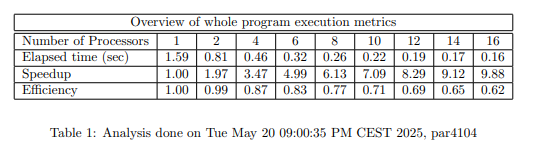 Overview of whole program execution metrics
Number of Processors 1 2 4 6 8 10 12 14 16
Elapsed time (sec) 1.59 0.81 0.46 0.32 0.26 0.22 0.19 0.17 0.16
Speedup 1.00 1.97 3.47 4.99 6.13 7.09 8.29 9.12 9.88
Efficiency 1.00 0.99 0.87 0.83 0.77 0.71 0.69 0.65 0.62
Table 1: Analysis done on Tue May 20 09:00:35 PM CEST 2025, par4104